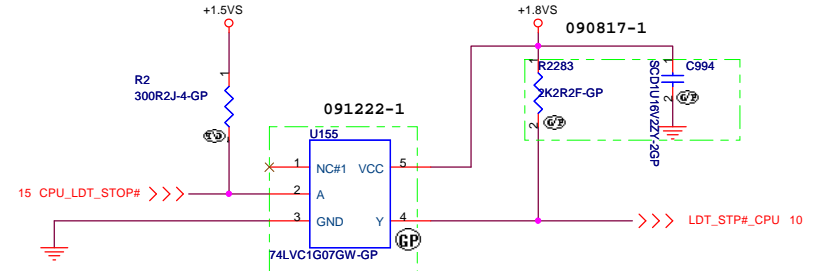 +1.5VS
+1.8VS
090817-1
R2
300R2J-4-GP
1
2
091222-1
U155
1 NC#1 VCC 5
2 A
3 GND Y 4
74LVC1G07GW-GP
GP
15 CPU_LDT_STOP#
R2283
2K2R2F-GP
1
2
G/P
C994
SCD1U16V2ZY-2GP
1
2
G/P
LDT_STP#_CPU 10